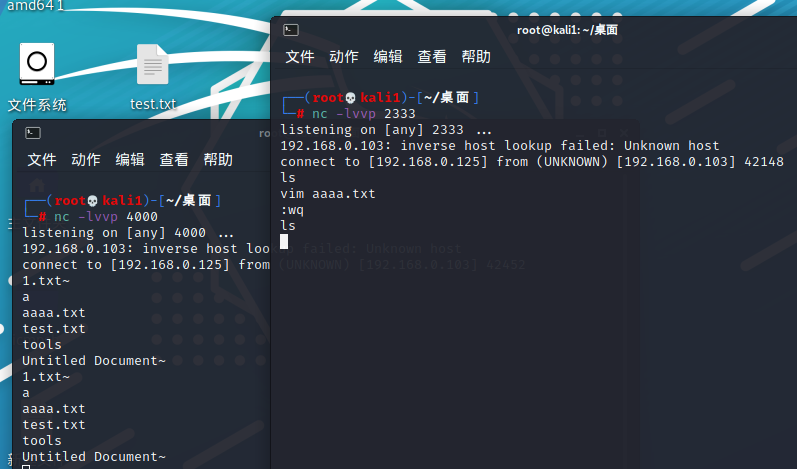 amd64 1
文件系统
test.txt
root@kali1: ~/桌面
文件 动作 编辑 查看 帮助
┌──(root💀kali1)-[~/桌面]
└─# nc -lvvp 2333
listening on [any] 2333 ...
192.168.0.103: inverse host lookup failed: Unknown host
connect to [192.168.0.125] from (UNKNOWN) [192.168.0.103] 42148
ls
vim aaaa.txt
:wq
ls
ro
文件 动作 编辑 查看 帮助
┌──(root💀kali1)-[~/桌面]
└─# nc -lvvp 4000
listening on [any] 4000 ...
192.168.0.103: inverse host lookup failed: Unknown host
connect to [192.168.0.125] from (UNKNOWN) [192.168.0.103] 42452
1.txt~
a
aaaa.txt
test.txt
tools
Untitled Document~
1.txt~
a
aaaa.txt
test.txt
tools
Untitled Document~